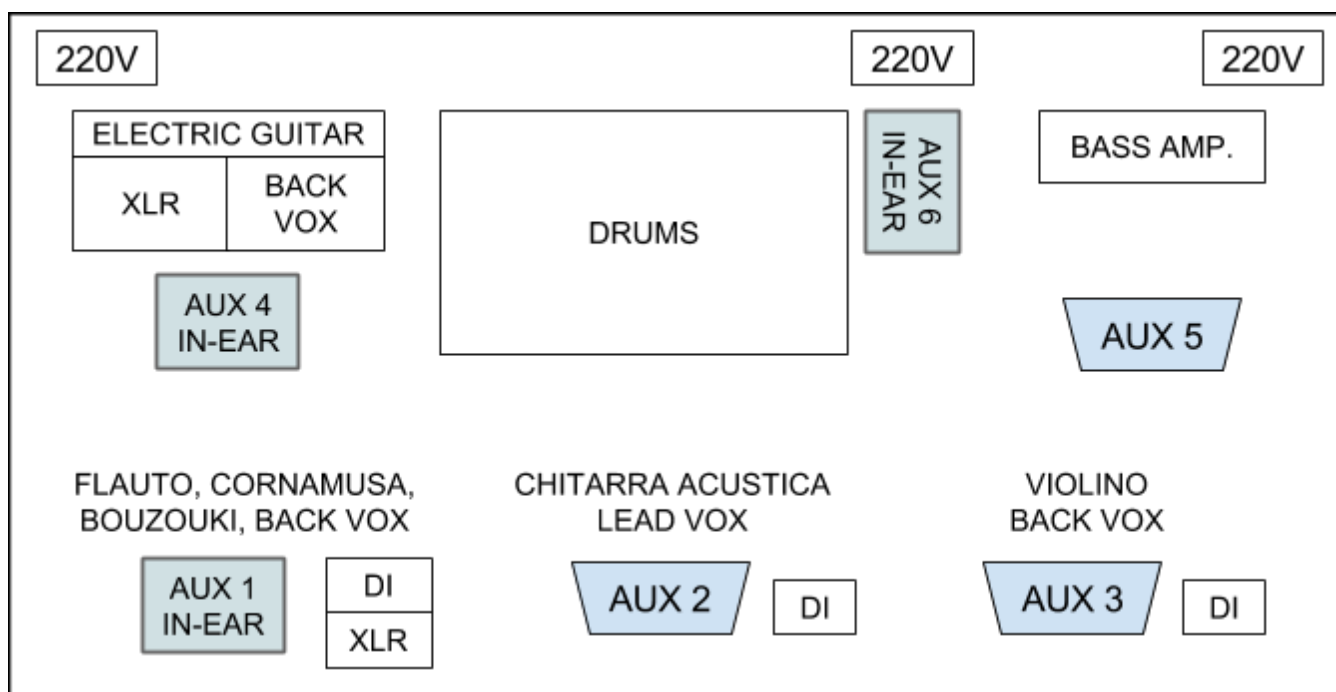 220V
220V
220V
ELECTRIC GUITAR
XLR
BACK
VOX
AUX 4
IN-EAR
DRUMS
AUX 6
IN-EAR
BASS AMP.
AUX 5
FLAUTO, CORNAMUSA,
BOUZOUKI, BACK VOX
AUX 1
IN-EAR
DI
XLR
CHITARRA ACUSTICA
LEAD VOX
AUX 2
DI
VIOLINO
BACK VOX
AUX 3
DI